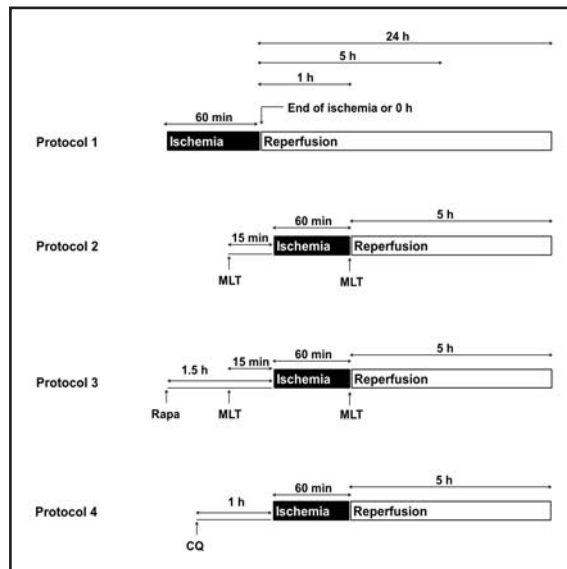 24 h
5 h
1 h
60 min
End of ischemia or 0 h
Protocol 1
Ischemia
Reperfusion
5 h
60 min
15 min
Protocol 2
Ischemia
Reperfusion
MLT
MLT
5 h
60 min
15 min
1.5 h
Protocol 3
Ischemia
Reperfusion
Rapa
MLT
MLT
5 h
60 min
1 h
Protocol 4
Ischemia
Reperfusion
CQ